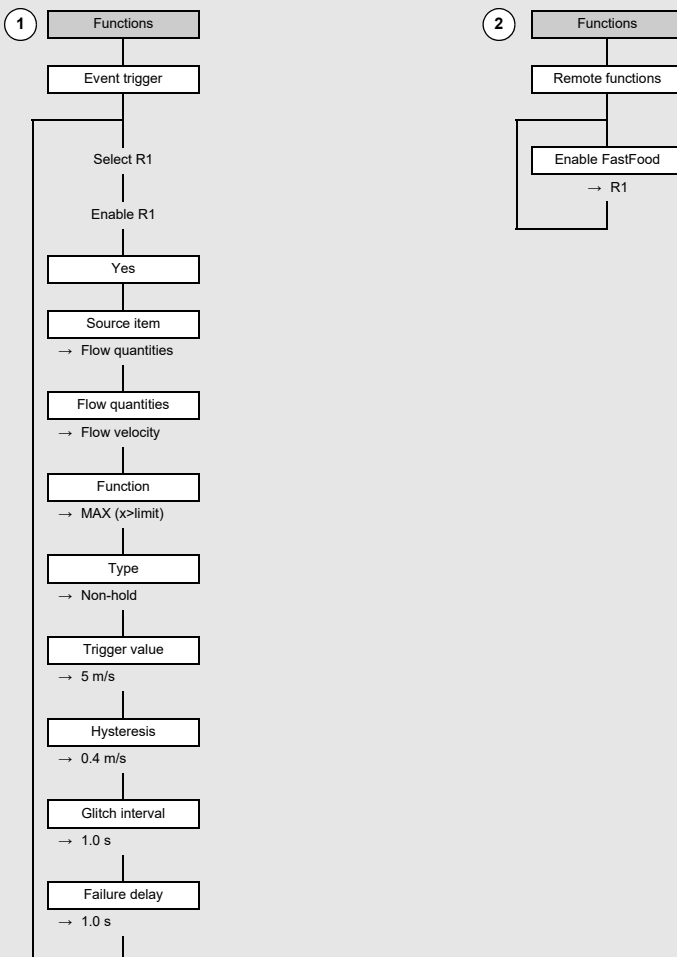 1
Functions
Event trigger
Select R1
Enable R1
Yes
Source item
→ Flow quantities
Flow quantities
→ Flow velocity
Function
→ MAX (x>limit)
Type
→ Non-hold
Trigger value
→ 5 m/s
Hysteresis
→ 0.4 m/s
Glitch interval
→ 1.0 s
Failure delay
→ 1.0 s
2
Functions
Remote functions
Enable FastFood
→ R1